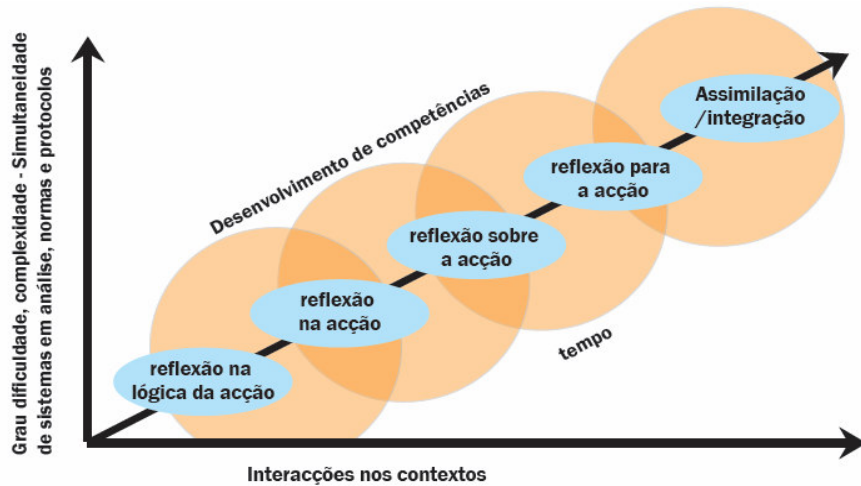 Grau dificuldade, complexidade - Simultaneidade
de sistemas em análise, normas e protocolos
Desenvolvimento de competências
Assimilação
/integração
reflexão para
a acção
reflexão sobre
a acção
reflexão
na acção
reflexão na
lógica da acção
tempo
Interacções nos contextos